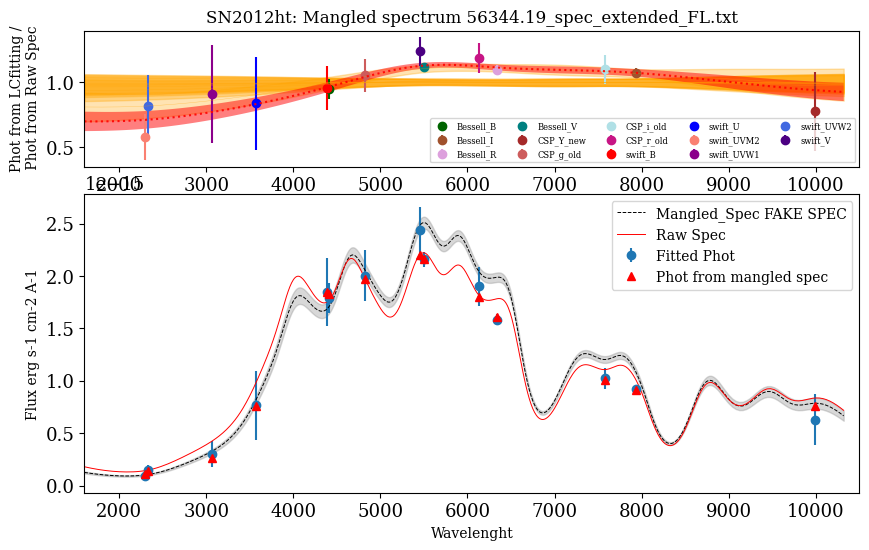 SN2012ht: Mangled spectrum 56344.19_spec_extended_FL.txt
Phot from LCfitting /
Phot from Raw Spec
1.0
0.5
Bessell_B Bessell_V CSP_i_old swift_U swift_UVW2
Bessell_I CSP_Y_new CSP_r_old swift_UVM2 swift_V
Bessell_R CSP_g_old swift_B swift_UVW1
2000 3000 4000 5000 6000 7000 8000 9000 10000
1e−15
Mangled_Spec FAKE SPEC
Raw Spec
Fitted Phot
Phot from mangled spec
Flux erg s-1 cm-2 A-1
2.5
2.0
1.5
1.0
0.5
0.0
2000 3000 4000 5000 6000 7000 8000 9000 10000
Wavelenght